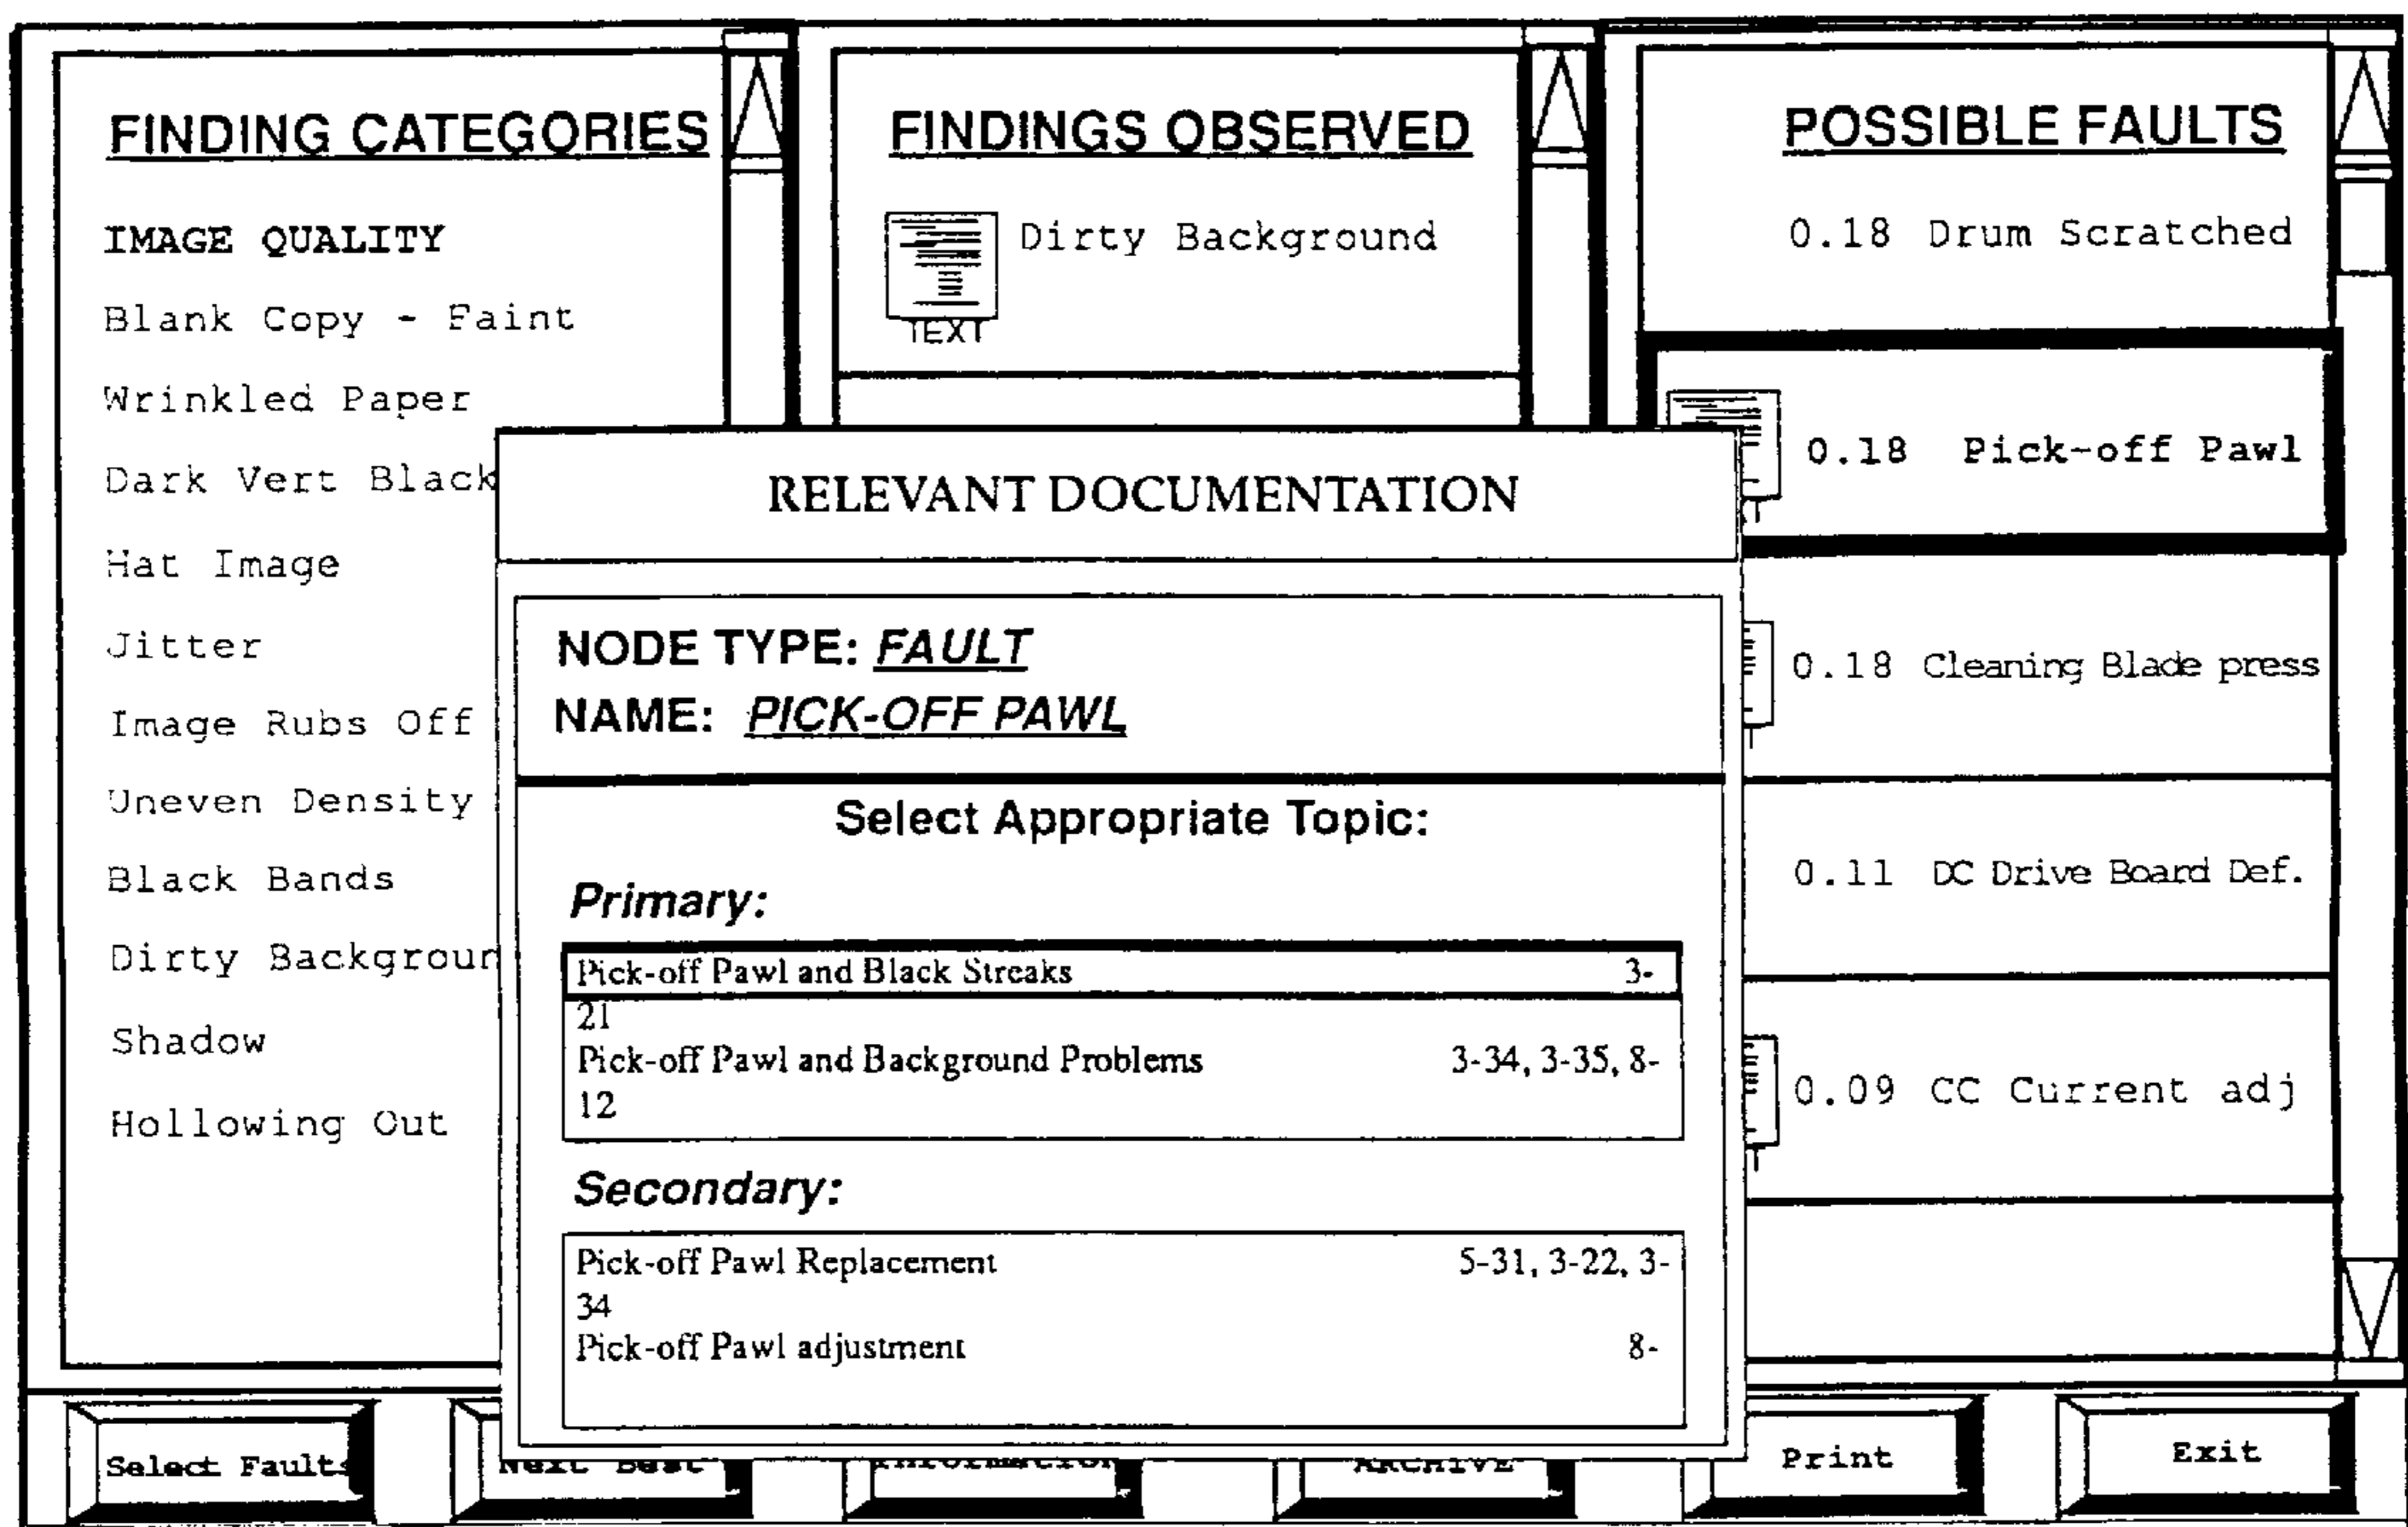 FINDING CATEGORIES
IMAGE QUALITY
Blank Copy - Faint
Wrinkled Paper
Dark Vert Black
Hat Image
Jitter
Image Rubs Off
Uneven Density
Black Bands
Dirty Backgroun
Shadow
Hollowing Out
FINDINGS OBSERVED
Dirty Background
TEXT
POSSIBLE FAULTS
0.18 Drum Scratched
0.18 Pick-off Pawl
0.18 Cleaning Blade press
0.11 DC Drive Board Def.
0.09 CC Current adj
RELEVANT DOCUMENTATION
NODE TYPE: FAULT
NAME: PICK-OFF PAWL
Select Appropriate Topic:
Primary:
Pick-off Pawl and Black Streaks 3-
21
Pick-off Pawl and Background Problems 3-34, 3-35, 8-
12
Secondary:
Pick-off Pawl Replacement 5-31, 3-22, 3-
34
Pick-off Pawl adjustment 8-
Select Faults
Next Best
Information
ARCHIVE
Print
Exit